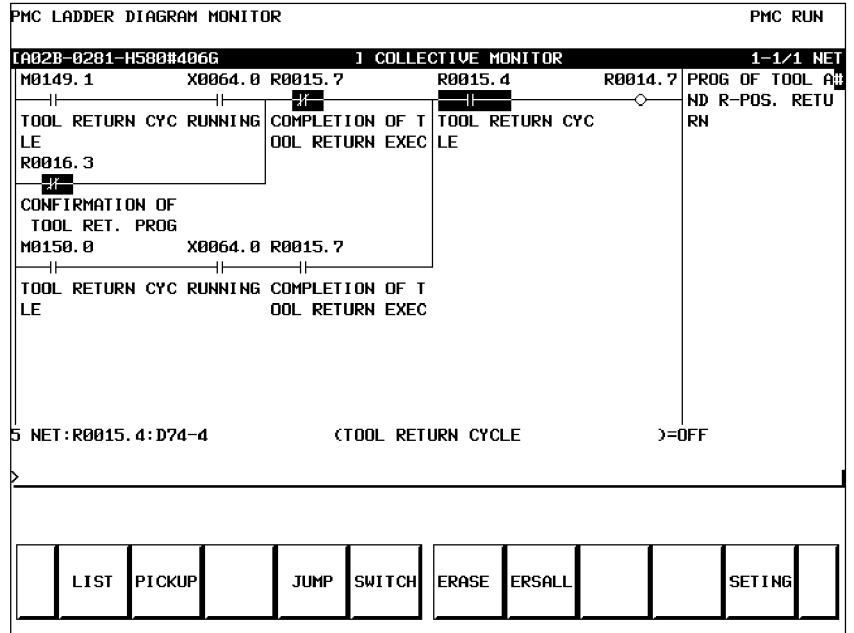 PMC LADDER DIAGRAM MONITOR PMC RUN
[A02B-0281-H580#406G ] COLLECTIVE MONITOR 1-1/1 NET
M0149.1 X0064.0 R0015.7 R0015.4 R0014.7 PROG OF TOOL A#
ND R-POS. RETU
TOOL RETURN CYC RUNNING COMPLETION OF T TOOL RETURN CYC RN
LE OOL RETURN EXEC LE
R0016.3
CONFIRMATION OF
TOOL RET. PROG
M0150.0 X0064.0 R0015.7
TOOL RETURN CYC RUNNING COMPLETION OF T
LE OOL RETURN EXEC
5 NET:R0015.4:D74-4 (TOOL RETURN CYCLE )=OFF
>
LIST PICKUP JUMP SWITCH ERASE ERSALL SETING